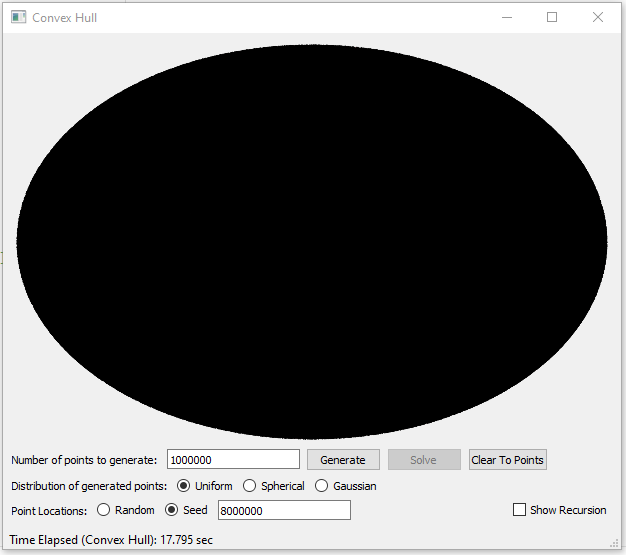 Convex Hull
Number of points to generate: 1000000 Generate Solve Clear To Points
Distribution of generated points: Uniform Spherical Gaussian
Point Locations: Random Seed 8000000 Show Recursion
Time Elapsed (Convex Hull): 17.795 sec